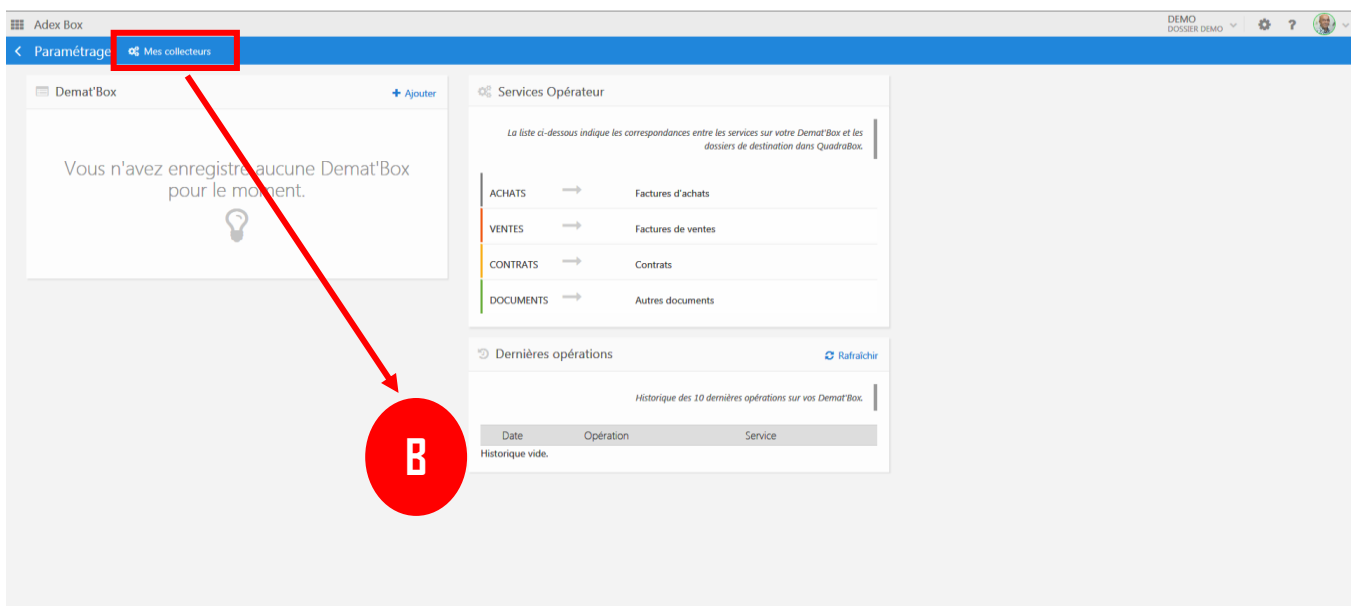 Adex Box
DEMO
DOSSIER DEMO
?
Paramétrage
Mes collecteurs
Demat'Box
+ Ajouter
Vous n'avez enregistré aucune Demat'Box
pour le moment.
Services Opérateur
La liste ci-dessous indique les correspondances entre les services sur votre Demat'Box et les
dossiers de destination dans QuadraBox.
ACHATS Factures d'achats
VENTES Factures de ventes
CONTRATS Contrats
DOCUMENTS Autres documents
Dernières opérations
Rafraîchir
Historique des 10 dernières opérations sur vos Demat'Box.
Date Opération Service
Historique vide.
B